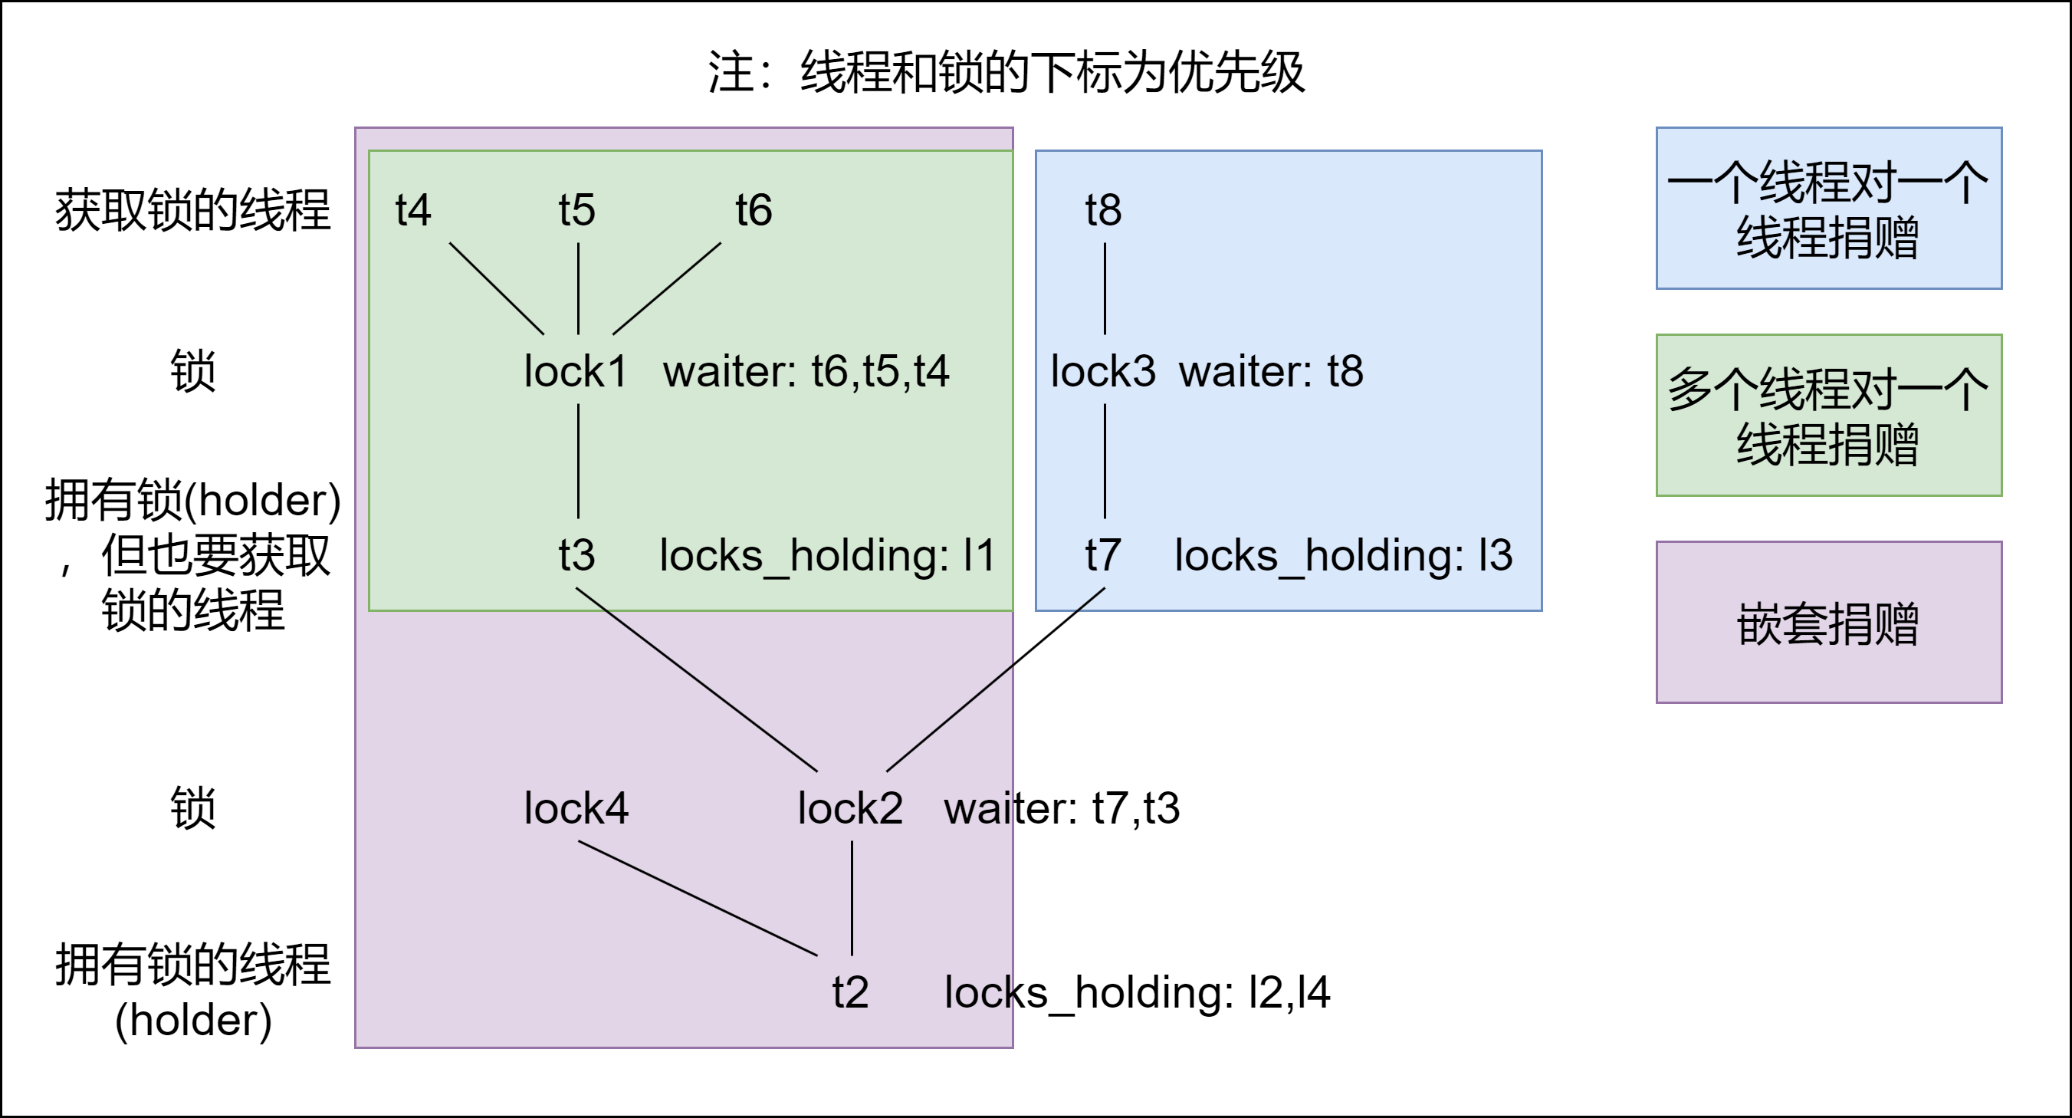 注：线程和锁的下标为优先级
获取锁的线程
t4
t5
t6
t8
一个线程对一个
线程捐赠
锁
lock1
waiter: t6,t5,t4
lock3
waiter: t8
多个线程对一个
线程捐赠
拥有锁(holder)
，但也要获取
锁的线程
t3
locks_holding: l1
t7
locks_holding: l3
嵌套捐赠
锁
lock4
lock2
waiter: t7,t3
拥有锁的线程
(holder)
t2
locks_holding: l2,l4